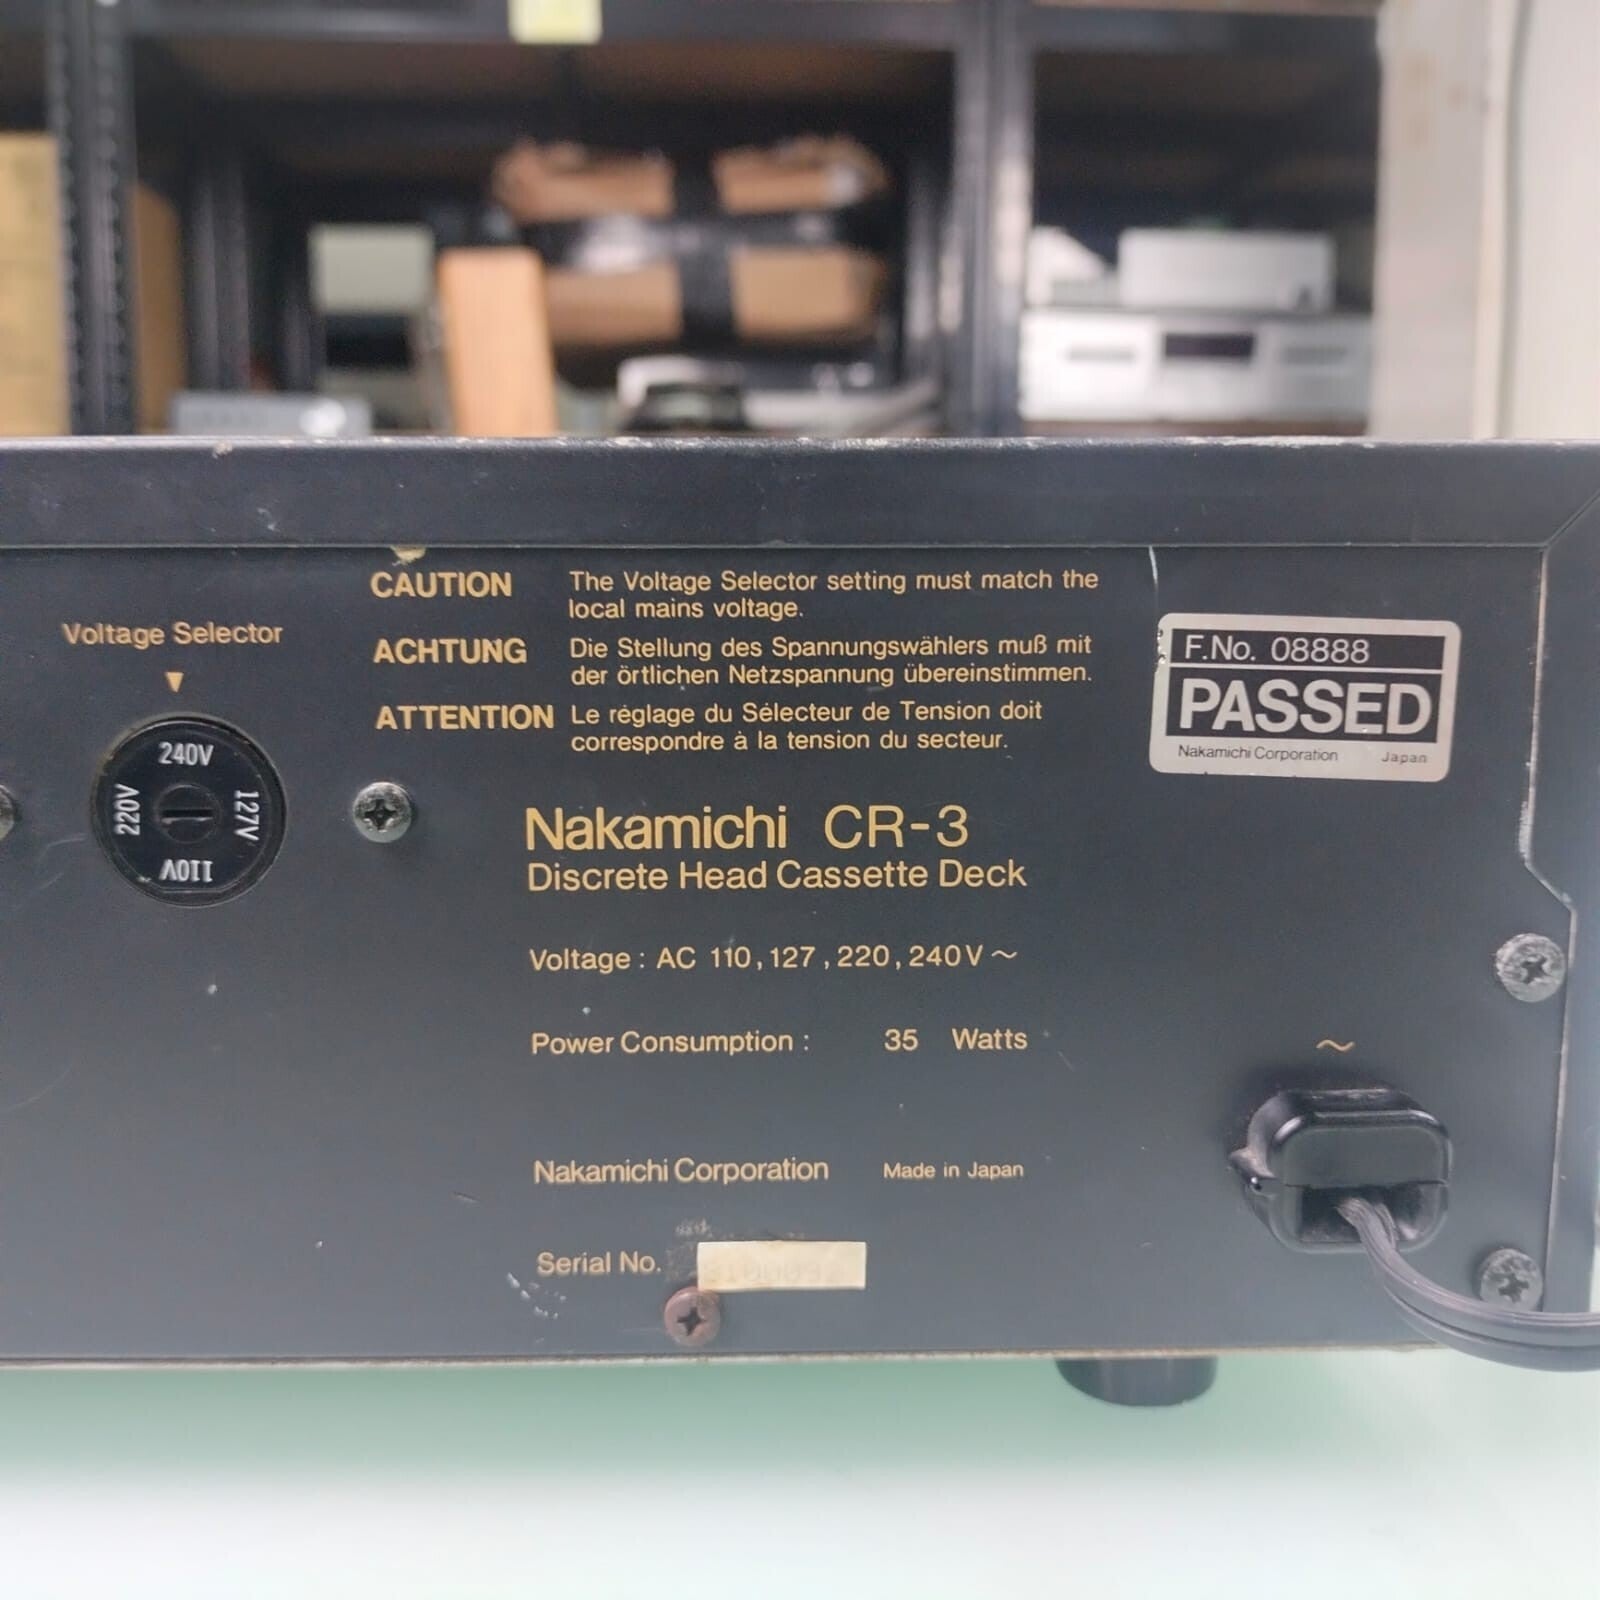 Voltage Selector
240V
127V
110V
220V
CAUTION The Voltage Selector setting must match the
local mains voltage.
ACHTUNG Die Stellung des Spannungswählers muß mit
der örtlichen Netzspannung übereinstimmen.
ATTENTION Le réglage du Sélecteur de Tension doit
correspondre à la tension du secteur.
F.No. 08888
PASSED
Nakamichi Corporation Japan
Nakamichi CR-3
Discrete Head Cassette Deck
Voltage : AC 110, 127, 220, 240V ~
Power Consumption : 35 Watts
~
Nakamichi Corporation Made in Japan
Serial No.